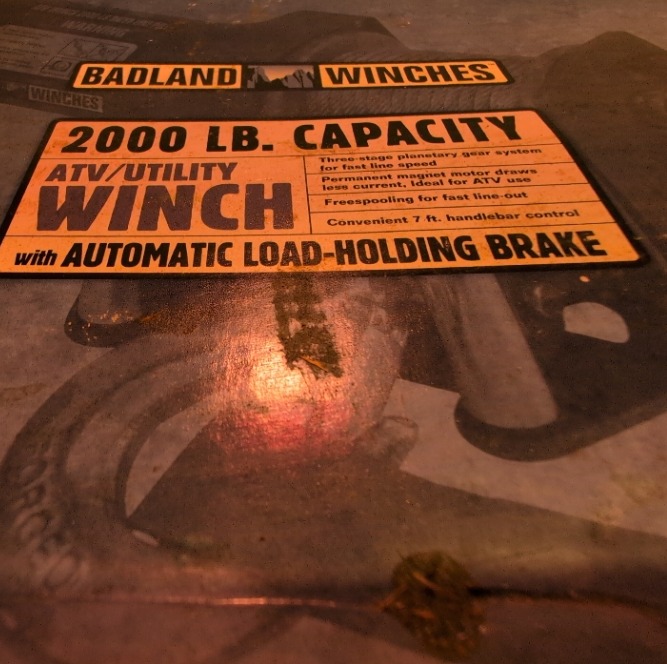 BADLAND WINCHES
WINCHES
2000 LB. CAPACITY
ATV/UTILITY
WINCH
Three-stage planetary gear system
for fast line speed
Permanent magnet motor draws
less current, Ideal for ATV use
Freespooling for fast line-out
Convenient 7 ft. handlebar control
with AUTOMATIC LOAD-HOLDING BRAKE